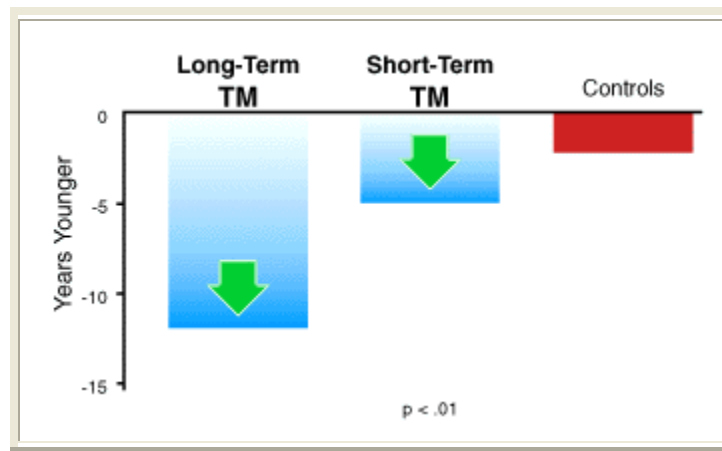 Long-Term
TM
Short-Term
TM
Controls
0
-5
-10
-15
Years Younger
p < .01